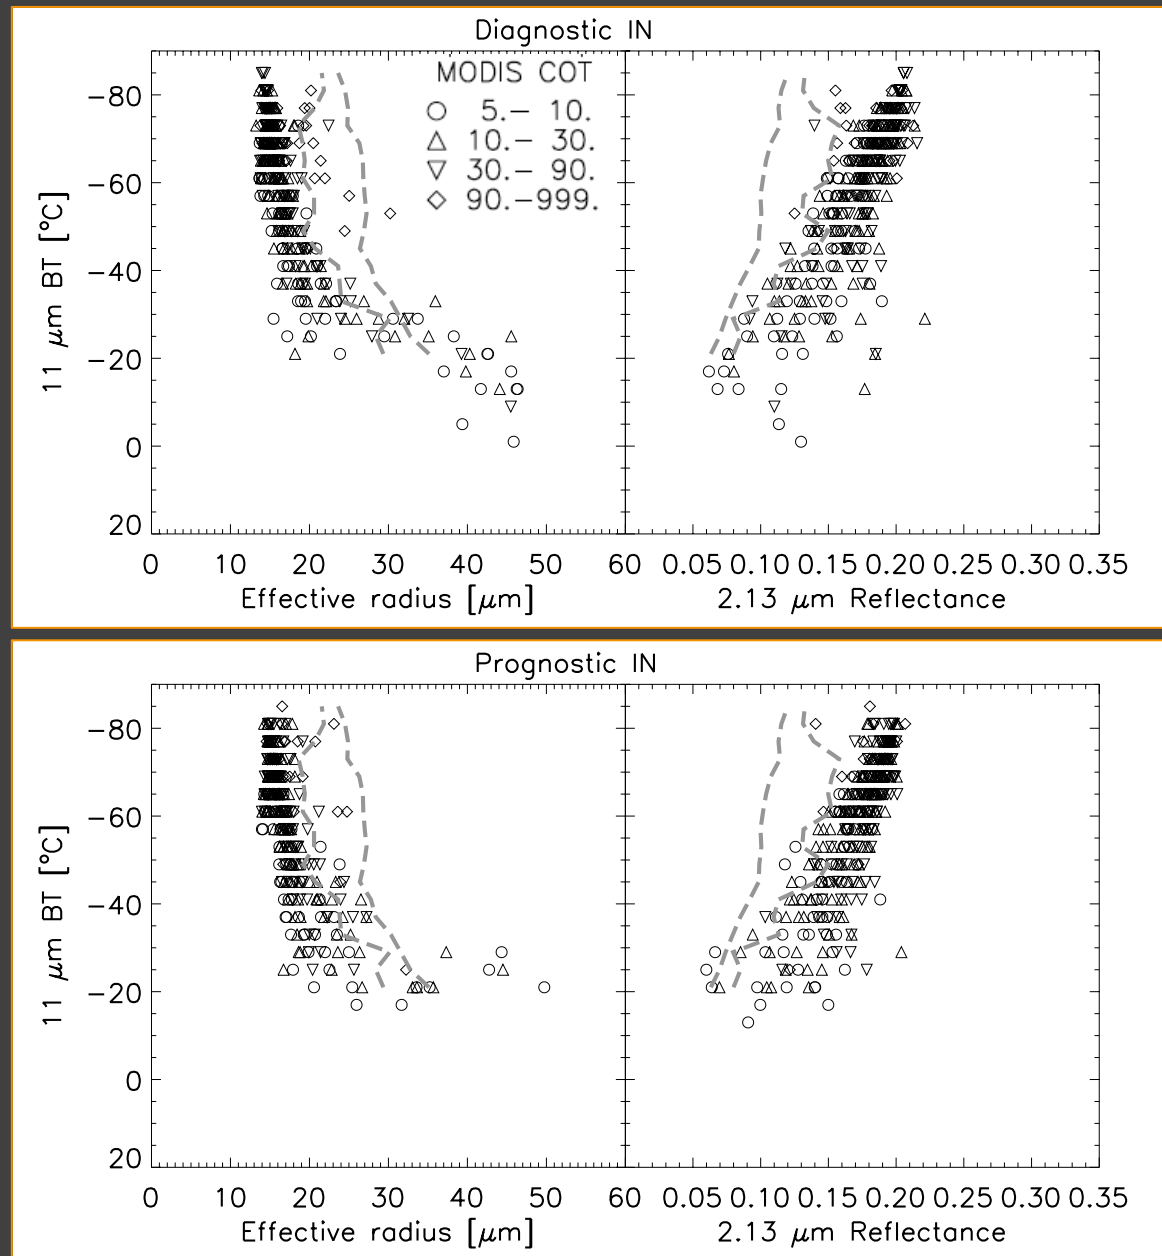 Diagnostic IN
MODIS COT
5.– 10.
10.– 30.
30.– 90.
90.–999.
11 μm BT [°C]
−80
−60
−40
−20
0
20
0 10 20 30 40 50 60 0.05 0.10 0.15 0.20 0.25 0.30 0.35
Effective radius [μm] 2.13 μm Reflectance
Prognostic IN
11 μm BT [°C]
−80
−60
−40
−20
0
20
0 10 20 30 40 50 60 0.05 0.10 0.15 0.20 0.25 0.30 0.35
Effective radius [μm] 2.13 μm Reflectance